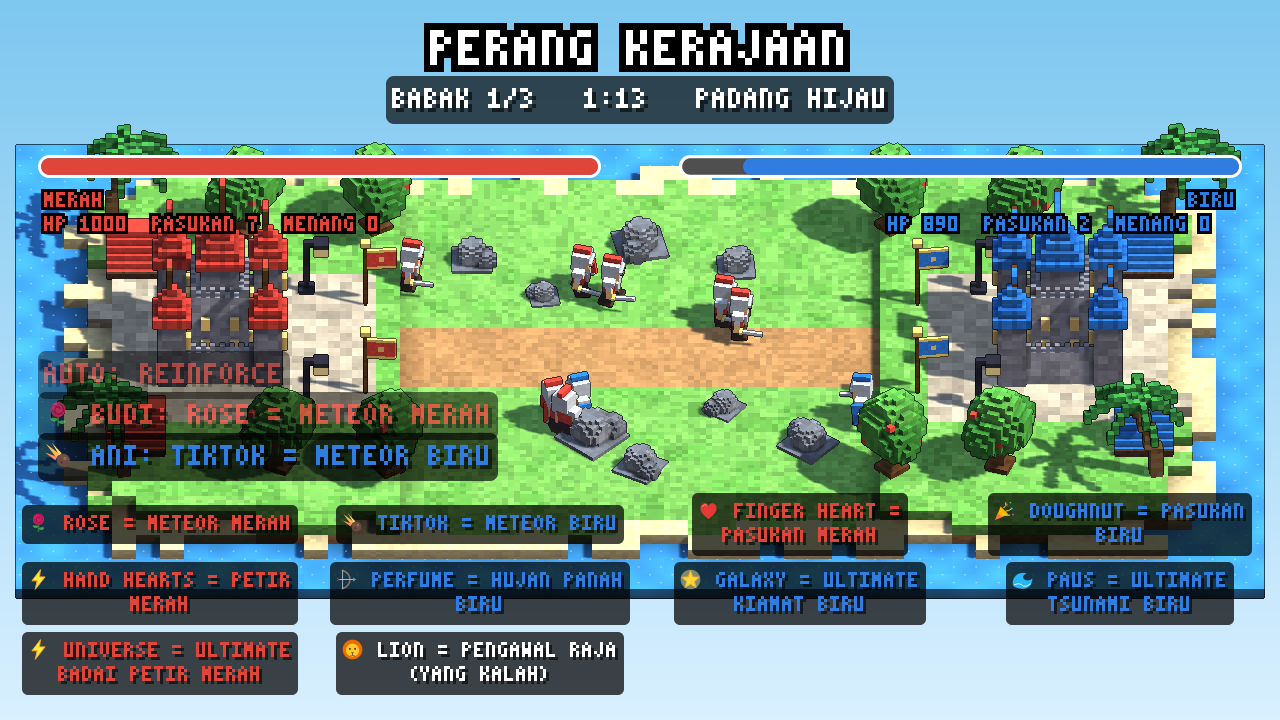 PERANG KERAJAAN
BABAK 1/3 1:13 PADANG HIJAU
MERAH
HP 1000 PASUKAN 7 MENANG 0
BIRU
HP 890 PASUKAN 2 MENANG 0
AUTO: REINFORCE
BUDI: ROSE = METEOR MERAH
ANI: TIKTOK = METEOR BIRU
ROSE = METEOR MERAH
TIKTOK = METEOR BIRU
FINGER HEART =
PASUKAN MERAH
DOUGHNUT = PASUKAN
BIRU
HAND HEARTS = PETIR
MERAH
PERFUME = HUJAN PANAH
BIRU
GALAXY = ULTIMATE
KIAMAT BIRU
PAUS = ULTIMATE
TSUNAMI BIRU
UNIVERSE = ULTIMATE
BADAI PETIR MERAH
LION = PENGAWAL RAJA
(YANG KALAH)